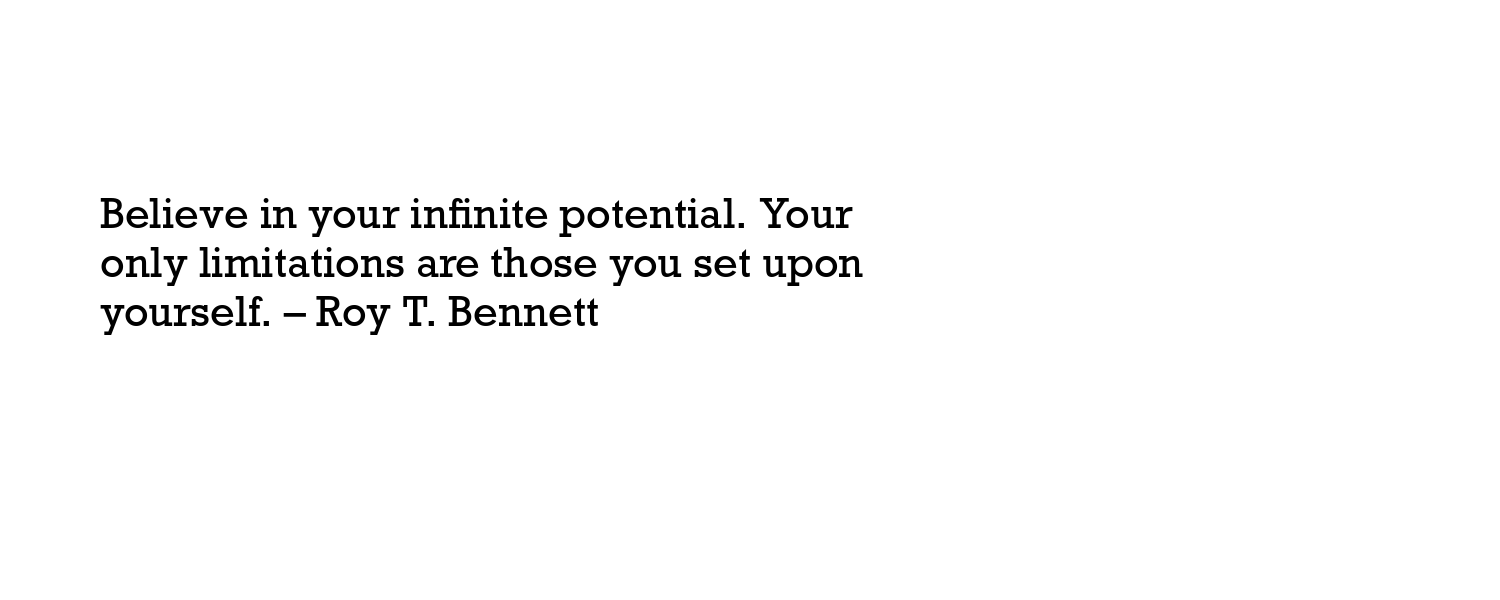 Believe in your infinite potential. Your
only limitations are those you set upon
yourself. – Roy T. Bennett